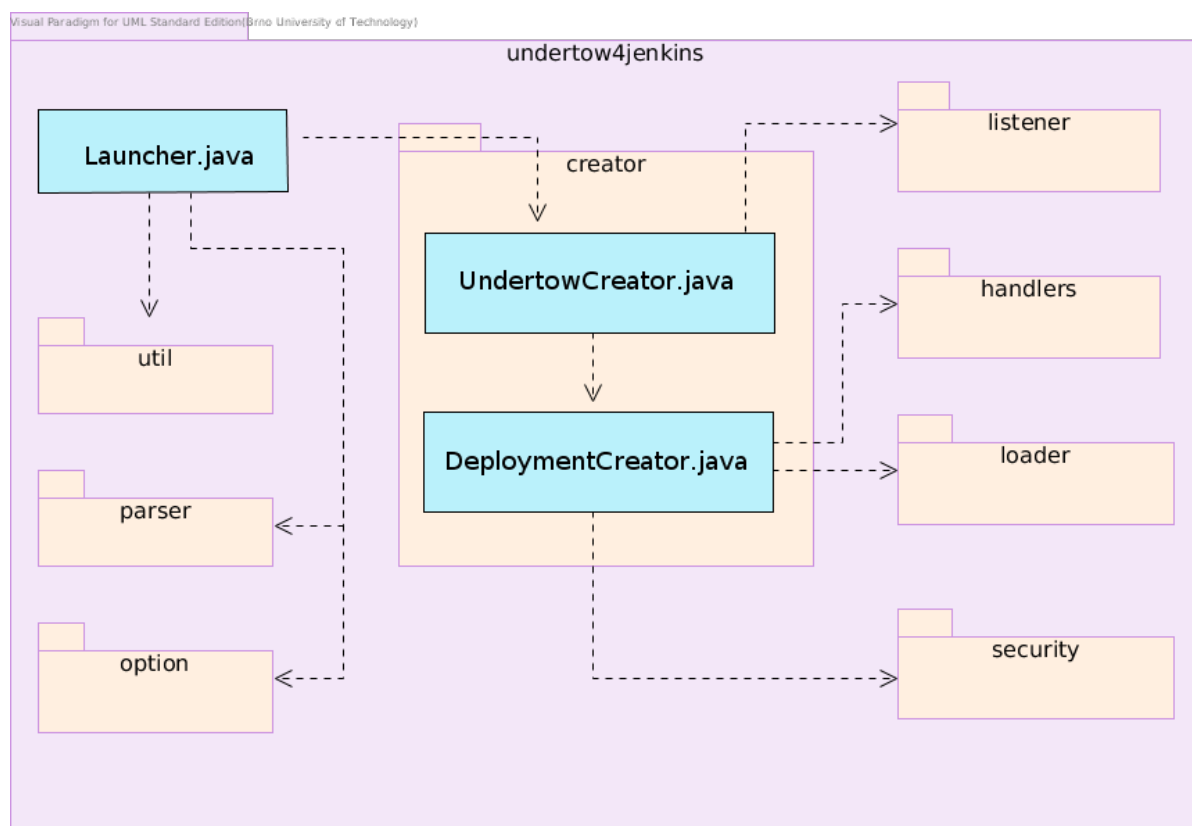 Visual Paradigm for UML Standard Edition(Brno University of Technology)
undertow4jenkins
Launcher.java
creator
listener
UndertowCreator.java
handlers
util
DeploymentCreator.java
loader
parser
option
security